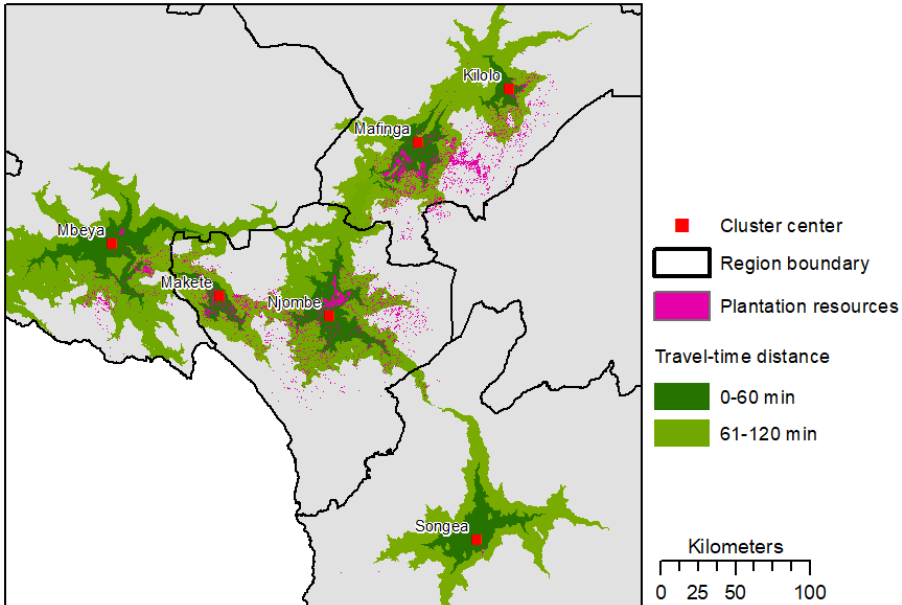 Kilolo
Mafinga
Mbeya
Makete
Njombe
Songea
Cluster center
Region boundary
Plantation resources
Travel-time distance
0-60 min
61-120 min
Kilometers
0 25 50 100